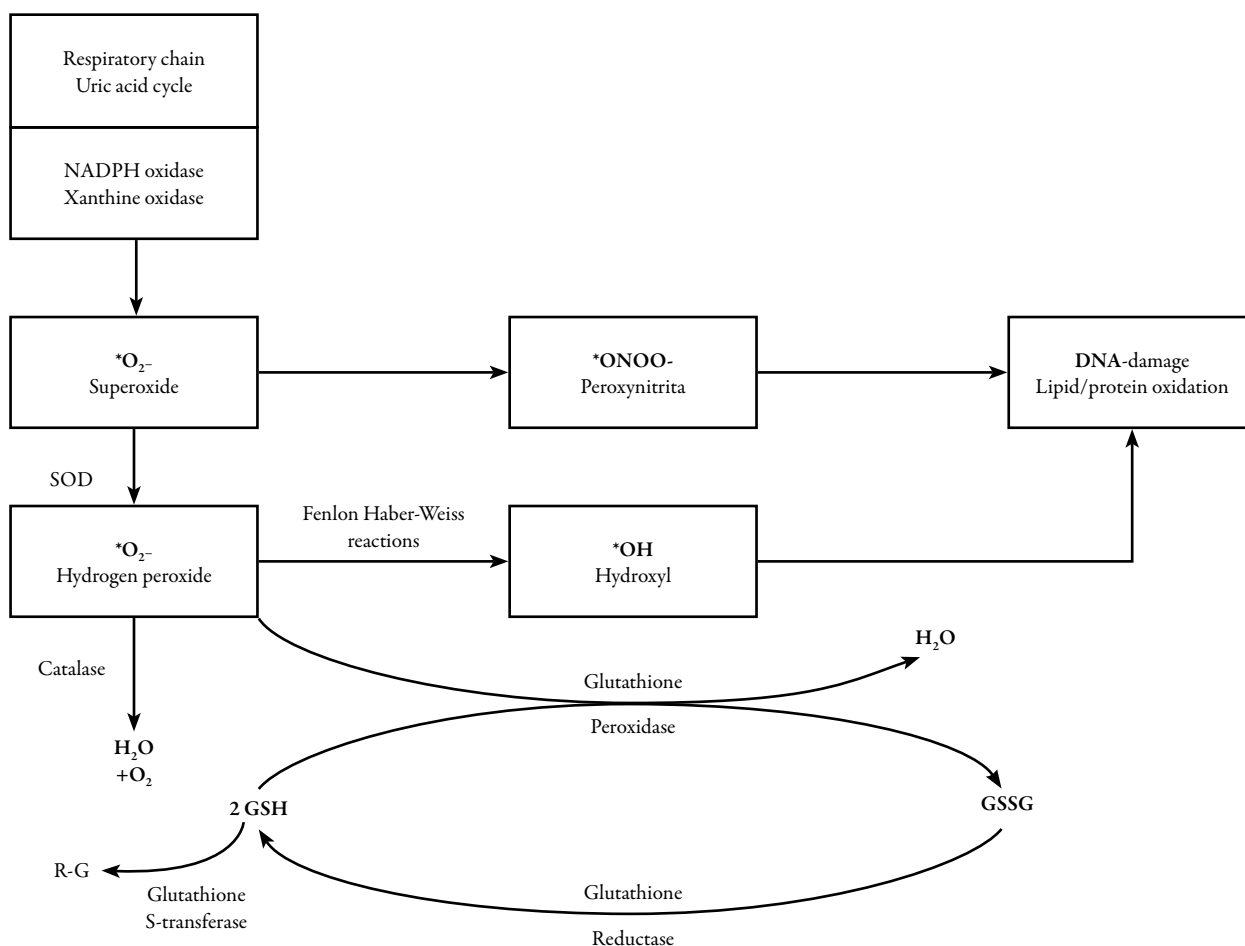 Respiratory chain
Uric acid cycle
NADPH oxidase
Xanthine oxidase
*O₂₋
Superoxide
*ONOO-
Peroxynitrita
DNA-damage
Lipid/protein oxidation
SOD
*O₂₋
Hydrogen peroxide
Fenlon Haber-Weiss
reactions
*OH
Hydroxyl
Catalase
H₂O
+O₂
H₂O
Glutathione
Peroxidase
2 GSH
GSSG
R-G
Glutathione
S-transferase
Glutathione
Reductase